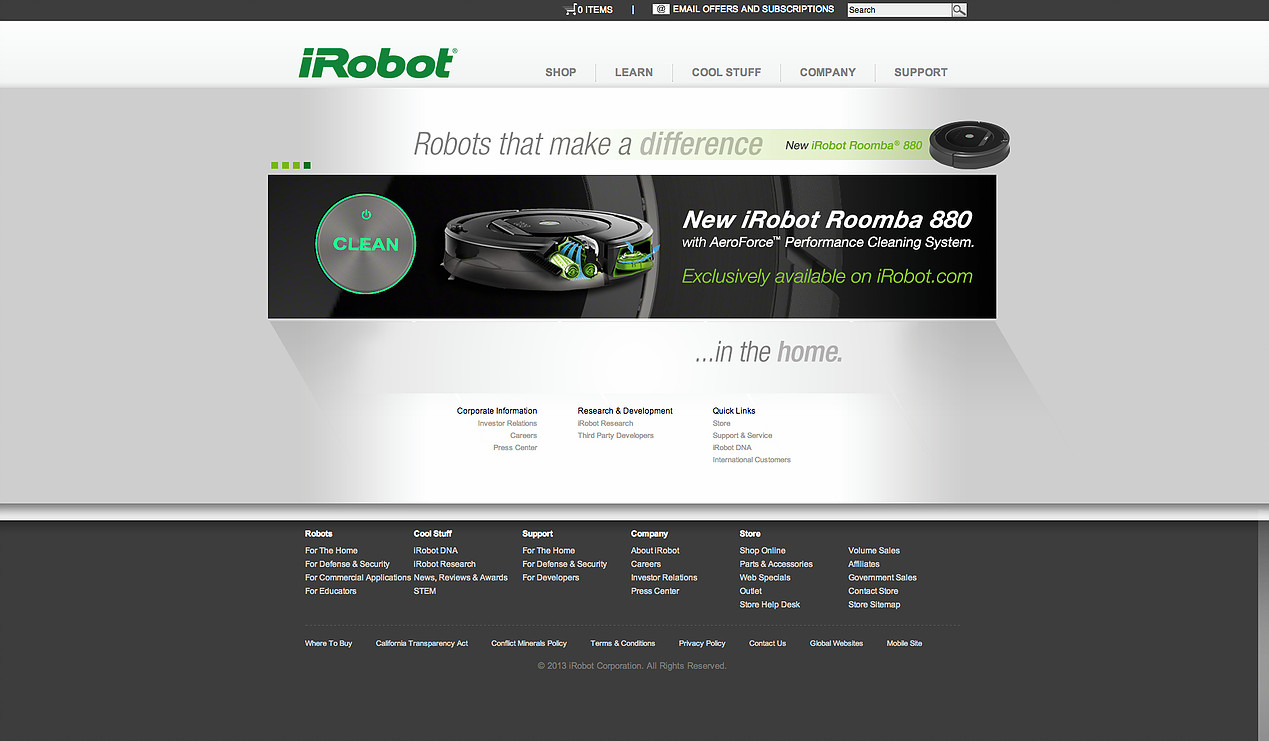 0 ITEMS | @ EMAIL OFFERS AND SUBSCRIPTIONS Search
iRobot®
SHOP LEARN COOL STUFF COMPANY SUPPORT
Robots that make a difference New iRobot Roomba® 880
CLEAN
New iRobot Roomba 880
with AeroForce™ Performance Cleaning System.
Exclusively available on iRobot.com
...in the home.
Corporate Information Research & Development Quick Links
Investor Relations iRobot Research Store
Careers Third Party Developers Support & Service
Press Center iRobot DNA
International Customers
Robots Cool Stuff Support Company Store
For The Home iRobot DNA For The Home About iRobot Shop Online Volume Sales
For Defense & Security iRobot Research For Defense & Security Careers Parts & Accessories Affiliates
For Commercial Applications News, Reviews & Awards For Developers Investor Relations Web Specials Government Sales
For Educators STEM Press Center Outlet Contact Store
Store Help Desk Store Sitemap
Where To Buy California Transparency Act Conflict Minerals Policy Terms & Conditions Privacy Policy Contact Us Global Websites Mobile Site
© 2013 iRobot Corporation. All Rights Reserved.